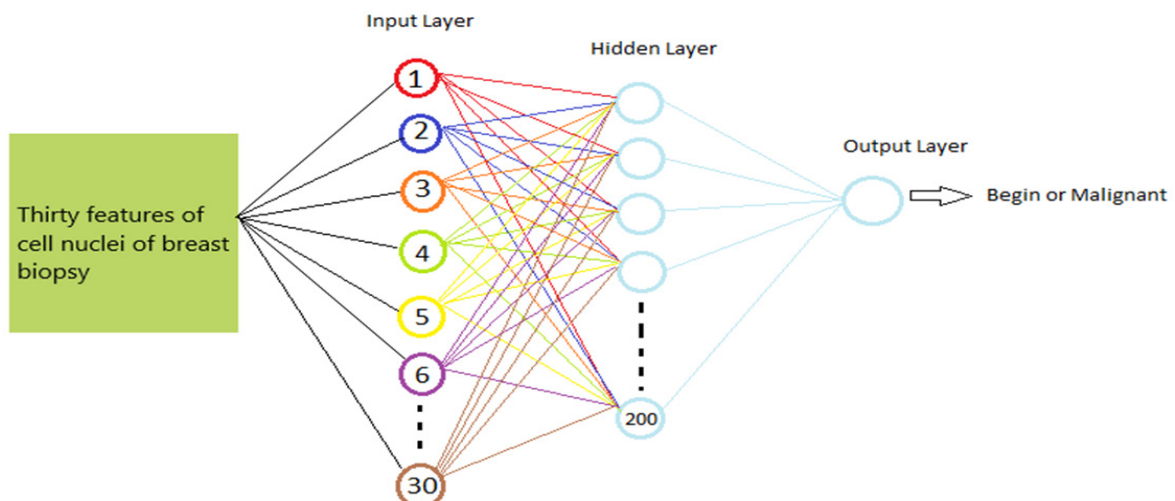 Input Layer
Hidden Layer
Output Layer
Thirty features of
cell nuclei of breast
biopsy
1
2
3
4
5
6
30
200
Begin or Malignant